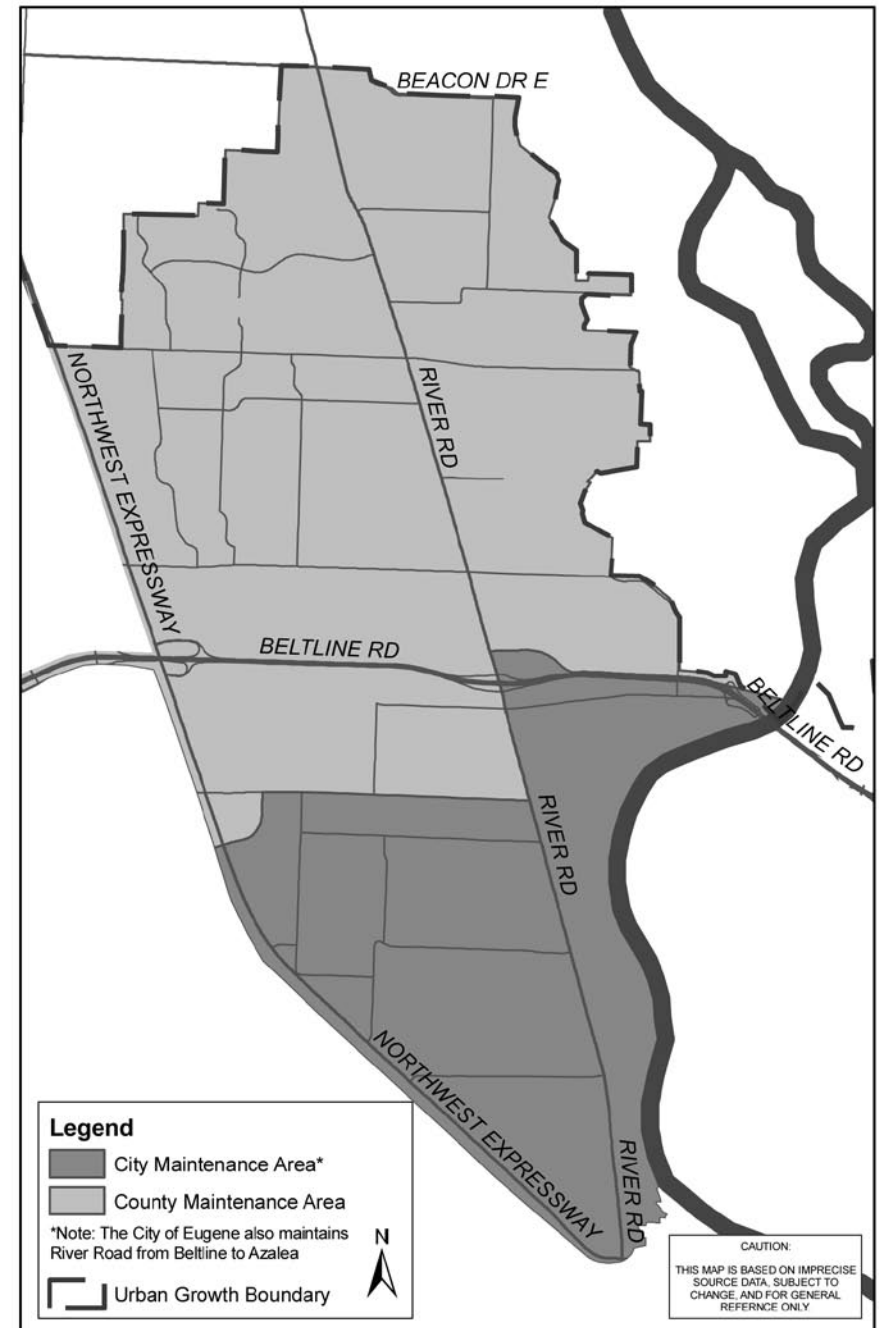 BEACON DR E
RIVER RD
NORTHWEST EXPRESSWAY
BELTLINE RD
BELTLINE RD
RIVER RD
NORTHWEST EXPRESSWAY
RIVER RD
Legend
City Maintenance Area*
County Maintenance Area
*Note: The City of Eugene also maintains
River Road from Beltline to Azalea
Urban Growth Boundary
N
CAUTION:
THIS MAP IS BASED ON IMPRECISE
SOURCE DATA, SUBJECT TO
CHANGE, AND FOR GENERAL
REFERNCE ONLY